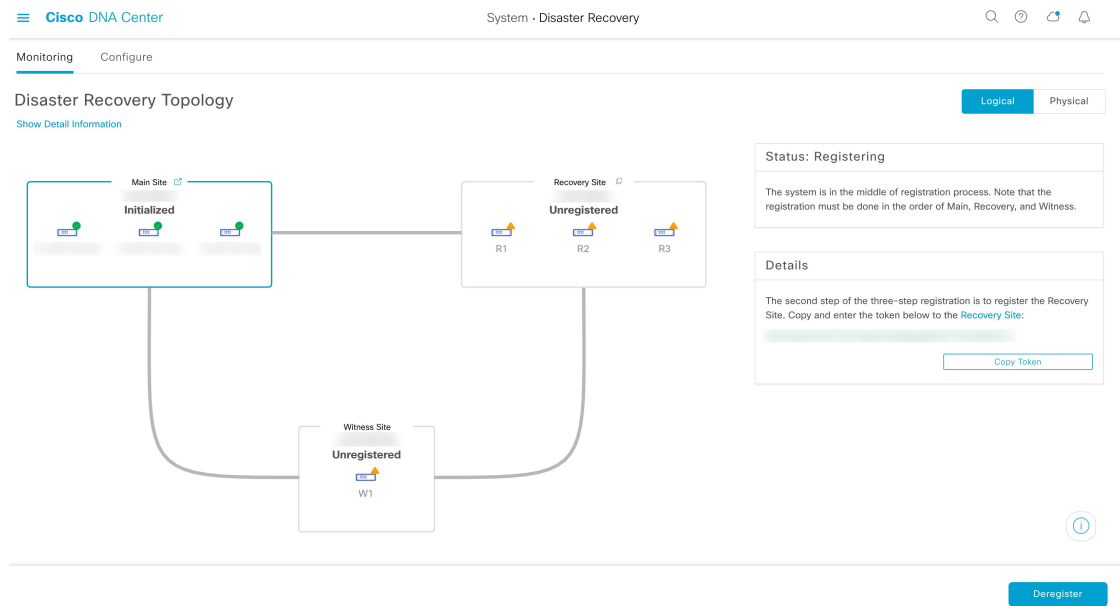 Cisco DNA Center
System · Disaster Recovery
Monitoring
Configure
Disaster Recovery Topology
Logical
Physical
Show Detail Information
Main Site
Initialized
Recovery Site
Unregistered
R1
R2
R3
Witness Site
Unregistered
W1
Status: Registering
The system is in the middle of registration process. Note that the
registration must be done in the order of Main, Recovery, and Witness.
Details
The second step of the three-step registration is to register the Recovery
Site. Copy and enter the token below to the Recovery Site:
Copy Token
Deregister